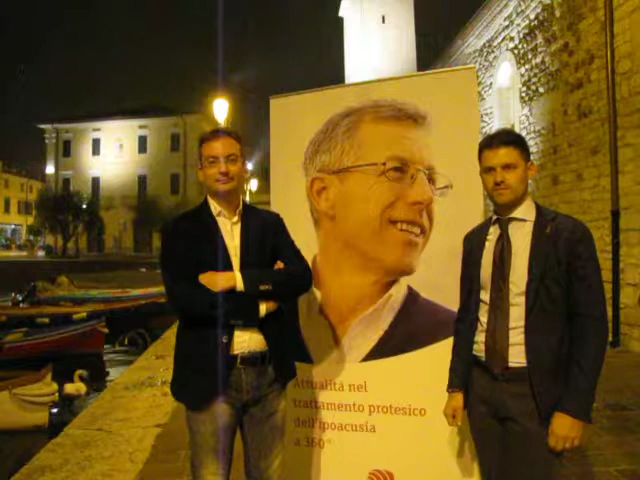 Attualità nel
trattamento protesico
dell'ipoacusia
a 360°